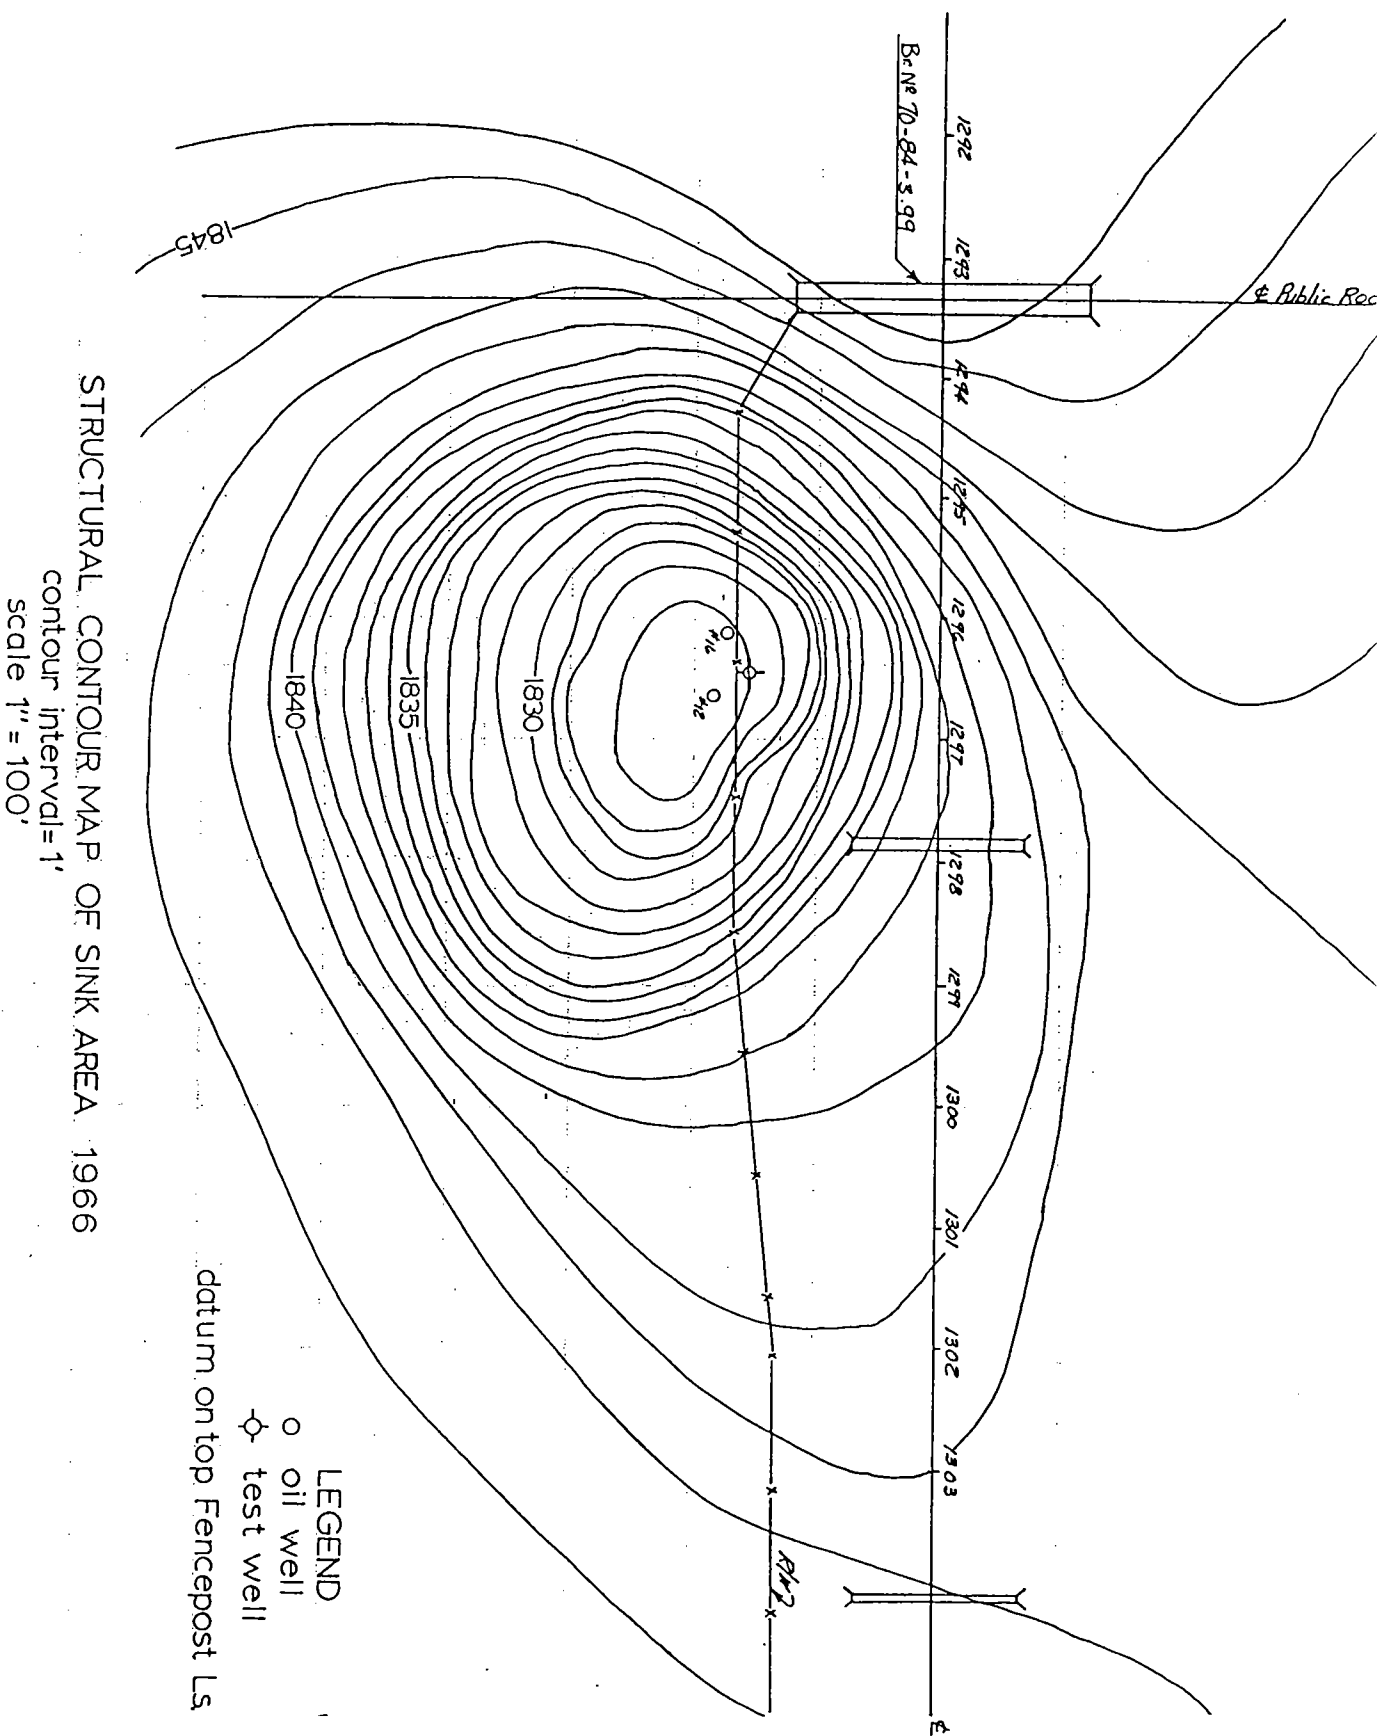 STRUCTURAL CONTOUR MAP OF SINK AREA 1966
contour interval=1'
scale 1"=100'
datum on top Fencepost Ls.
LEGEND
oil well
test well
1845
1840
1835
1830
#16
#12
Br. Nº 70-84-3.99
1292
1293
1294
1295
1296
1297
1298
1299
1300
1301
1302
1303
℄ Public Roa
R/W
℄